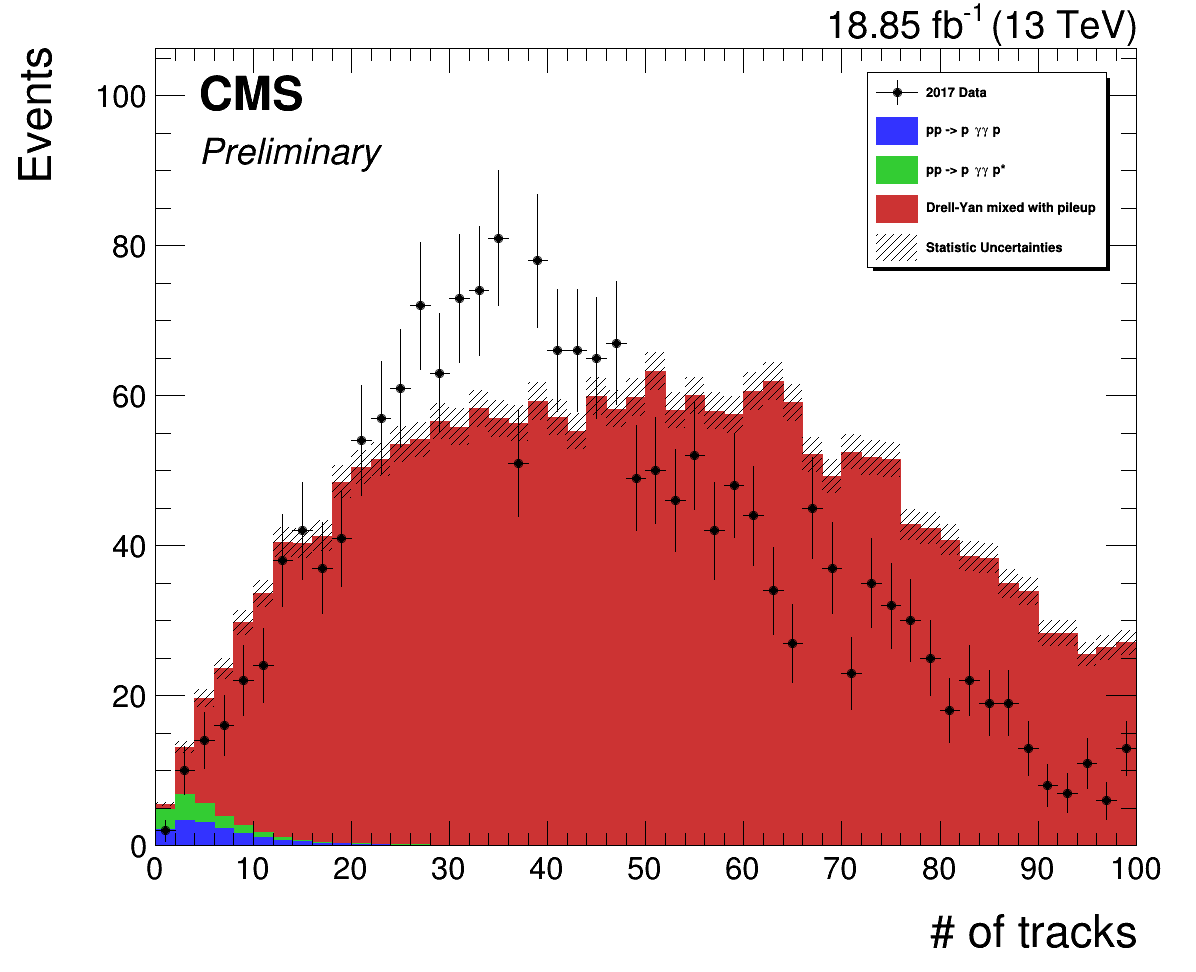 18.85 fb⁻¹ (13 TeV)
Events
CMS
Preliminary
2017 Data
pp -> p γγ p
pp -> p γγ p*
Drell-Yan mixed with pileup
Statistic Uncertainties
100
80
60
40
20
0
0 10 20 30 40 50 60 70 80 90 100
# of tracks